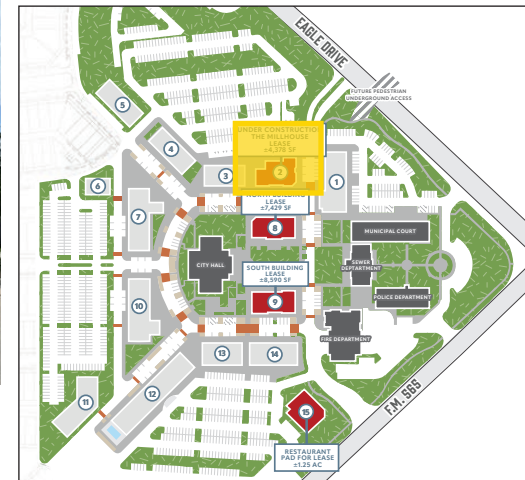 EAGLE DRIVE
FUTURE PEDESTRIAN
UNDERGROUND ACCESS
5
UNDER CONSTRUCTION
THE MILLHOUSE
LEASE
±4,378 SF
4
3
2
1
6
LEASE
±7,429 SF
7
8
MUNICIPAL COURT
CITY HALL
SEWER
DEPTARTMENT
SOUTH BUILDING
LEASE
±8,590 SF
POLICE DEPARTMENT
9
10
FIRE DEPARTMENT
13
14
12
11
15
F.M. 566
RESTAURANT
PAD FOR LEASE
±1.25 AC